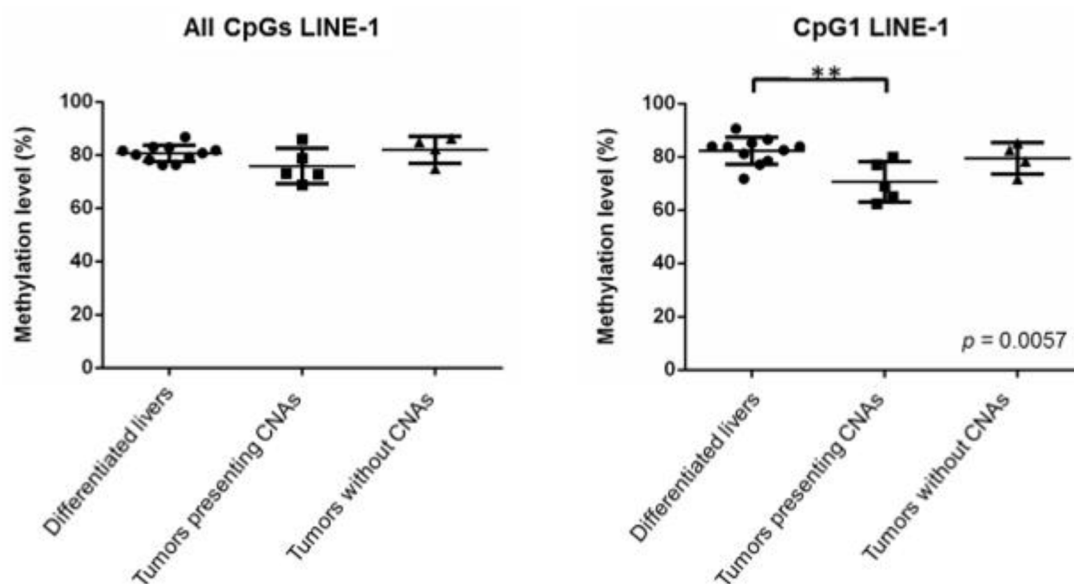 All CpGs LINE-1
Methylation level (%)
100
80
60
40
20
0
Differentiated livers
Tumors presenting CNAs
Tumors without CNAs
CpG1 LINE-1
**
Methylation level (%)
100
80
60
40
20
0
p = 0.0057
Differentiated livers
Tumors presenting CNAs
Tumors without CNAs